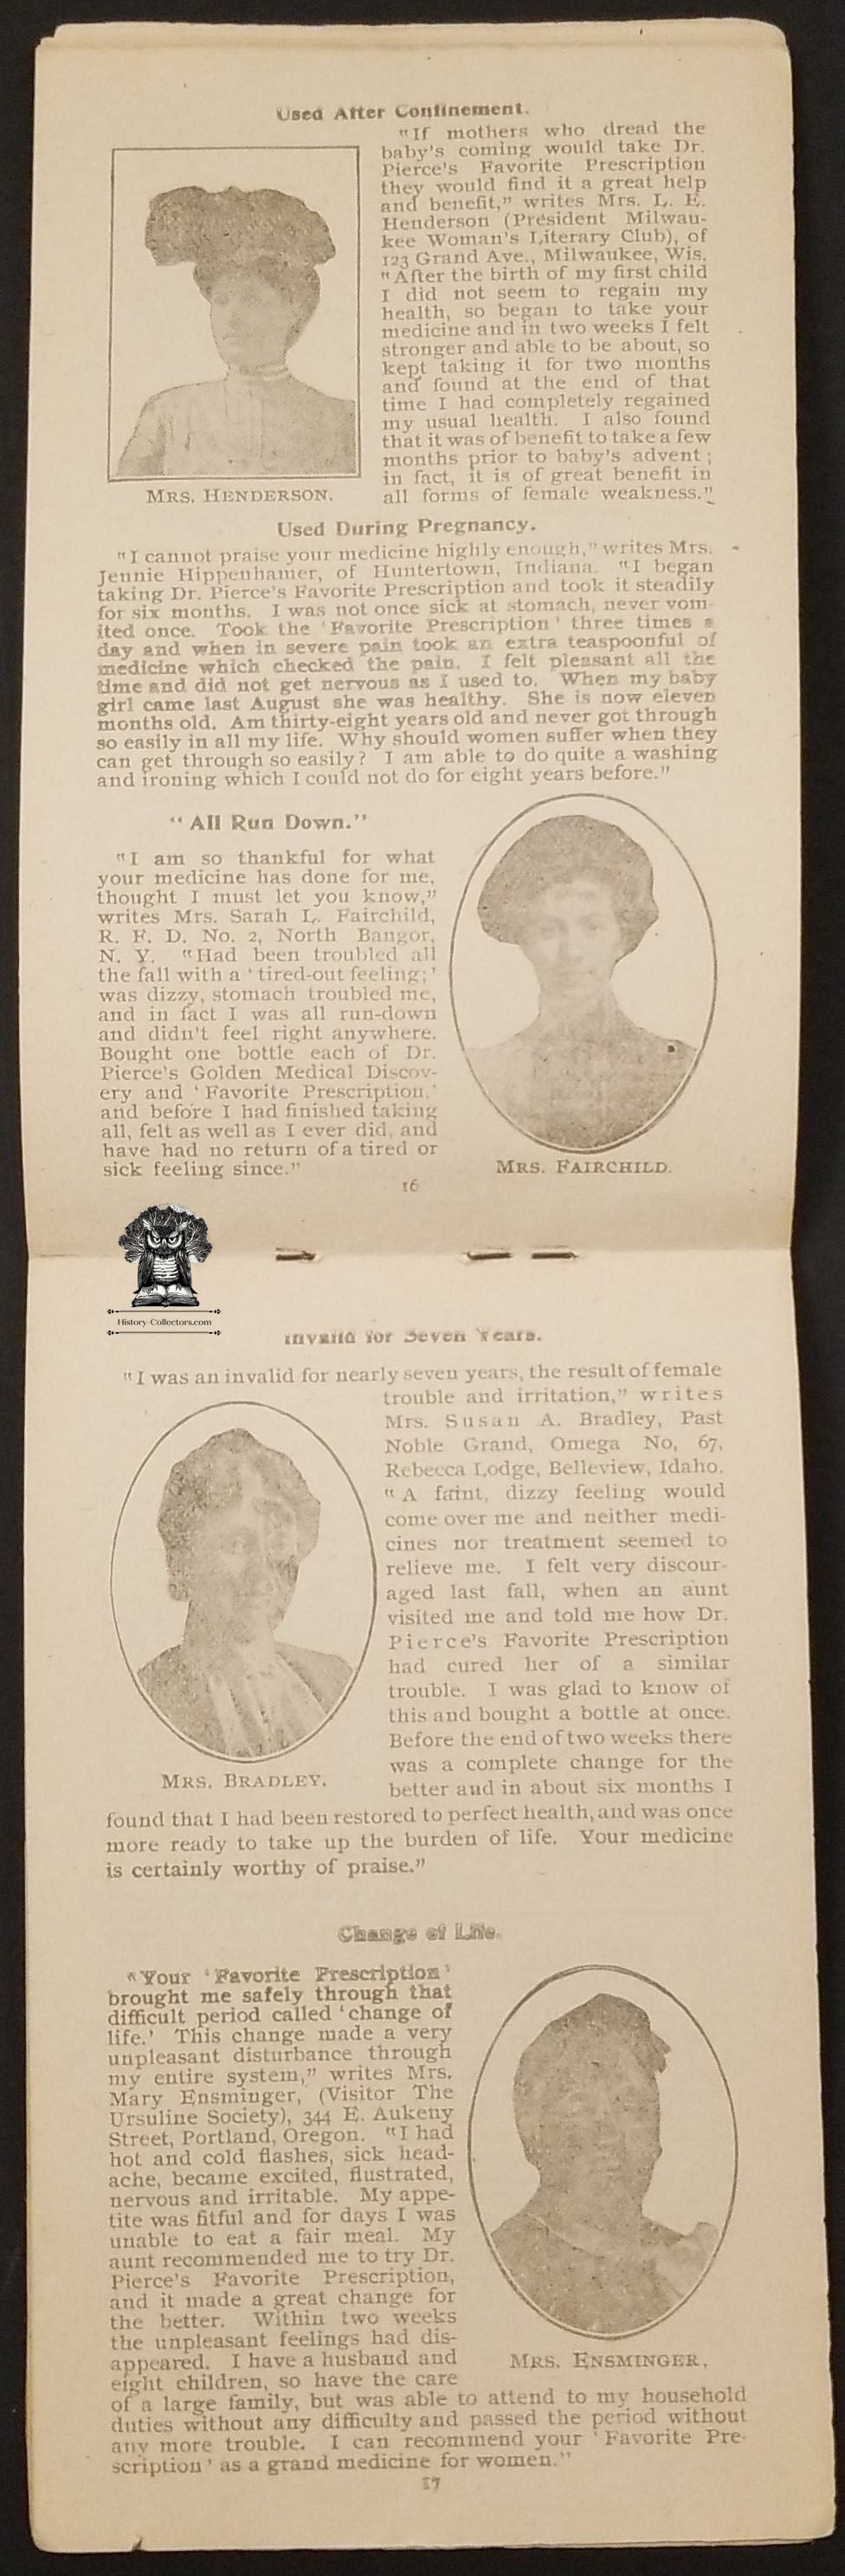 Used After Confinement.
"If mothers who dread the
baby's coming would take Dr.
Pierce's Favorite Prescription
they would find it a great help
and benefit," writes Mrs. L. E.
Henderson (President Milwau-
kee Woman's Literary Club), of
123 Grand Ave., Milwaukee, Wis.
"After the birth of my first child
I did not seem to regain my
health, so began to take your
medicine and in two weeks I felt
stronger and able to be about, so
kept taking it for two months
and found at the end of that
time I had completely regained
my usual health. I also found
that it was of benefit to take a few
months prior to baby's advent;
in fact, it is of great benefit in
all forms of female weakness."
MRS. HENDERSON.
Used During Pregnancy.
"I cannot praise your medicine highly enough," writes Mrs.
Jennie Hippenhamer, of Huntertown, Indiana. "I began
taking Dr. Pierce's Favorite Prescription and took it steadily
for six months. I was not once sick at stomach, never vom-
ited once. Took the 'Favorite Prescription' three times a
day and when in severe pain took an extra teaspoonful of
medicine which checked the pain. I felt pleasant all the
time and did not get nervous as I used to. When my baby
girl came last August she was healthy. She is now eleven
months old. Am thirty-eight years old and never got through
so easily in all my life. Why should women suffer when they
can get through so easily? I am able to do quite a washing
and ironing which I could not do for eight years before."
"All Run Down."
"I am so thankful for what
your medicine has done for me,
thought I must let you know,"
writes Mrs. Sarah L. Fairchild,
R. F. D. No. 2, North Bangor,
N. Y. "Had been troubled all
the fall with a 'tired-out feeling;'
was dizzy, stomach troubled me,
and in fact I was all run-down
and didn't feel right anywhere.
Bought one bottle each of Dr.
Pierce's Golden Medical Discov-
ery and 'Favorite Prescription,'
and before I had finished taking
all, felt as well as I ever did, and
have had no return of a tired or
sick feeling since."
MRS. FAIRCHILD.
16
History-Collectors.com
Invalid for Seven Years.
"I was an invalid for nearly seven years, the result of female
trouble and irritation," writes
Mrs. Susan A. Bradley, Past
Noble Grand, Omega No, 67,
Rebecca Lodge, Belleview, Idaho.
"A faint, dizzy feeling would
come over me and neither medi-
cines nor treatment seemed to
relieve me. I felt very discour-
aged last fall, when an aunt
visited me and told me how Dr.
Pierce's Favorite Prescription
had cured her of a similar
trouble. I was glad to know of
this and bought a bottle at once.
Before the end of two weeks there
was a complete change for the
better and in about six months I
MRS. BRADLEY.
found that I had been restored to perfect health, and was once
more ready to take up the burden of life. Your medicine
is certainly worthy of praise."
Change of Life.
"Your 'Favorite Prescription'
brought me safely through that
difficult period called 'change of
life.' This change made a very
unpleasant disturbance through
my entire system," writes Mrs.
Mary Ensminger, (Visitor The
Ursuline Society), 344 E. Aukeny
Street, Portland, Oregon. "I had
hot and cold flashes, sick head-
ache, became excited, flustrated,
nervous and irritable. My appe-
tite was fitful and for days I was
unable to eat a fair meal. My
aunt recommended me to try Dr.
Pierce's Favorite Prescription,
and it made a great change for
the better. Within two weeks
the unpleasant feelings had dis-
appeared. I have a husband and
eight children, so have the care
MRS. ENSMINGER,
of a large family, but was able to attend to my household
duties without any difficulty and passed the period without
any more trouble. I can recommend your 'Favorite Pre-
scription' as a grand medicine for women."
17